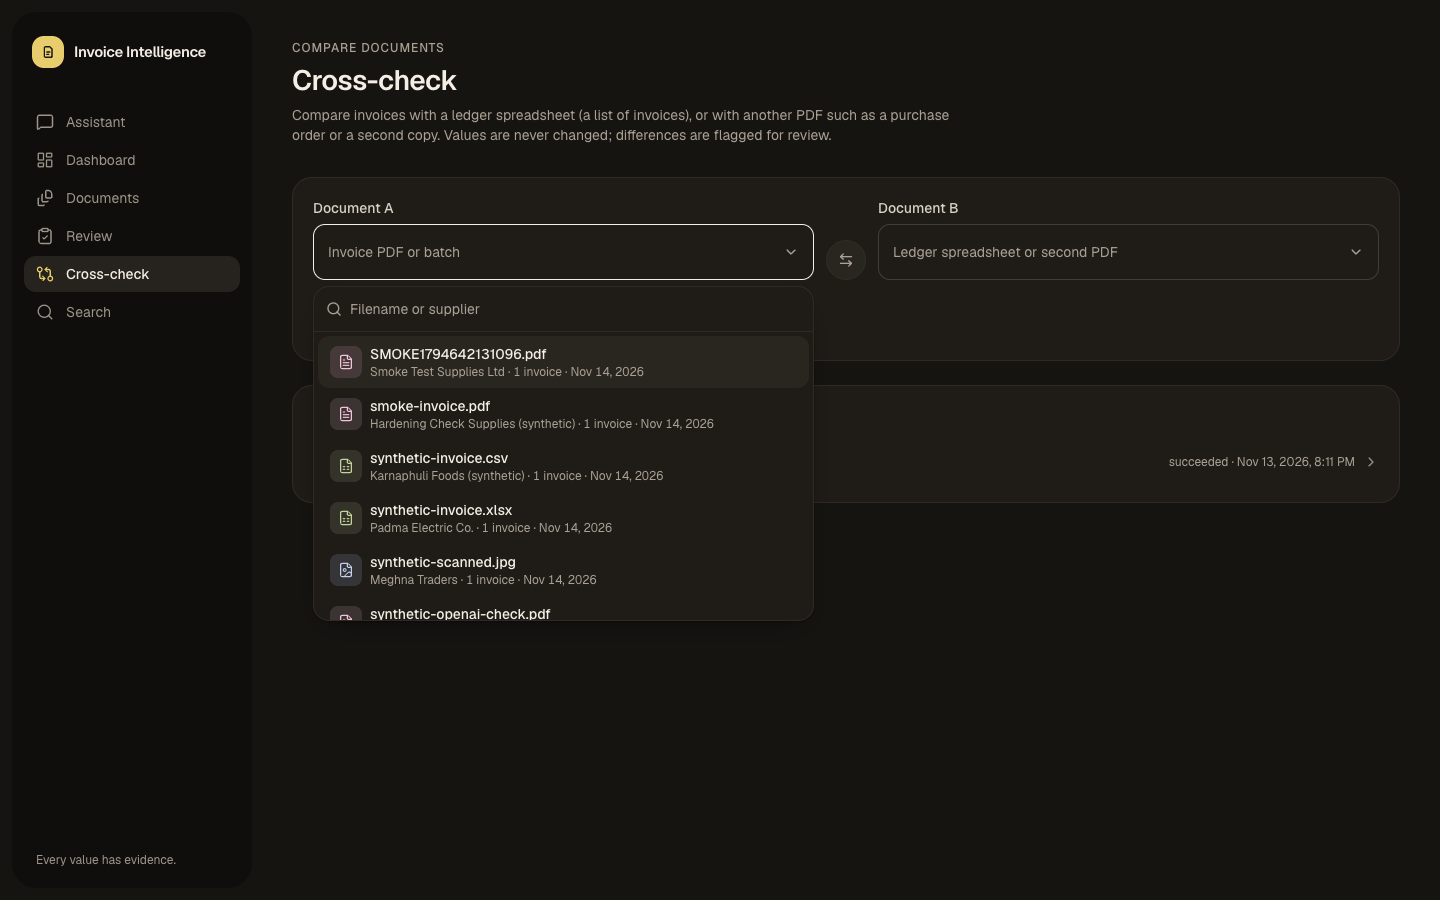 Invoice Intelligence
Assistant
Dashboard
Documents
Review
Cross-check
Search
Every value has evidence.
COMPARE DOCUMENTS
Cross-check
Compare invoices with a ledger spreadsheet (a list of invoices), or with another PDF such as a purchase
order or a second copy. Values are never changed; differences are flagged for review.
Document A
Invoice PDF or batch
Document B
Ledger spreadsheet or second PDF
Filename or supplier
SMOKE1794642131096.pdf
Smoke Test Supplies Ltd · 1 invoice · Nov 14, 2026
smoke-invoice.pdf
Hardening Check Supplies (synthetic) · 1 invoice · Nov 14, 2026
synthetic-invoice.csv
Karnaphuli Foods (synthetic) · 1 invoice · Nov 14, 2026
synthetic-invoice.xlsx
Padma Electric Co. · 1 invoice · Nov 14, 2026
synthetic-scanned.jpg
Meghna Traders · 1 invoice · Nov 14, 2026
synthetic-openai-check.pdf
succeeded · Nov 13, 2026, 8:11 PM